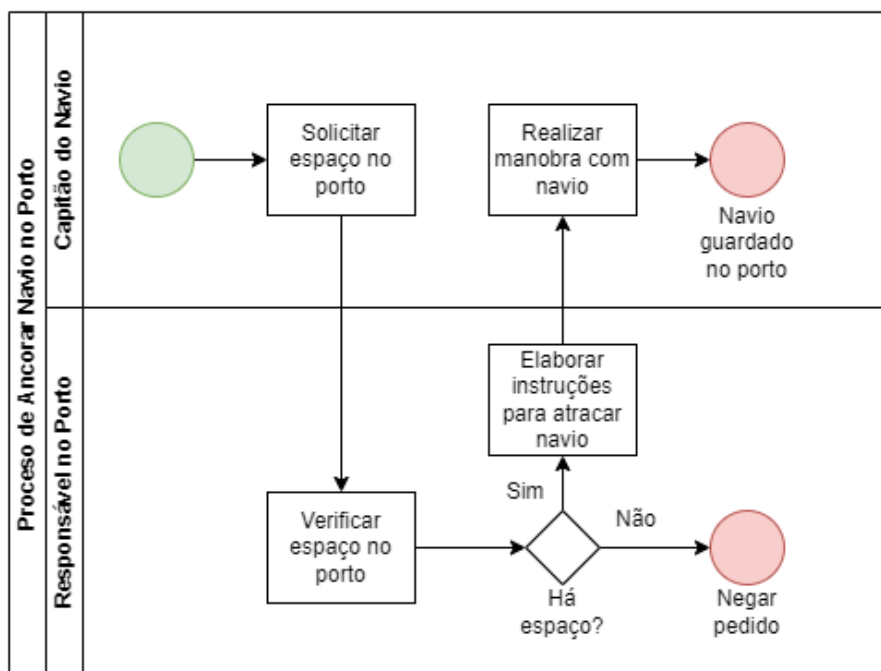 Proceso de Ancorar Navio no Porto
Capitão do Navio
Solicitar
espaço no
porto
Realizar
manobra com
navio
Navio
guardado
no porto
Responsável no Porto
Elaborar
instruções
para atracar
navio
Sim
Não
Verificar
espaço no
porto
Há
espaço?
Negar
pedido